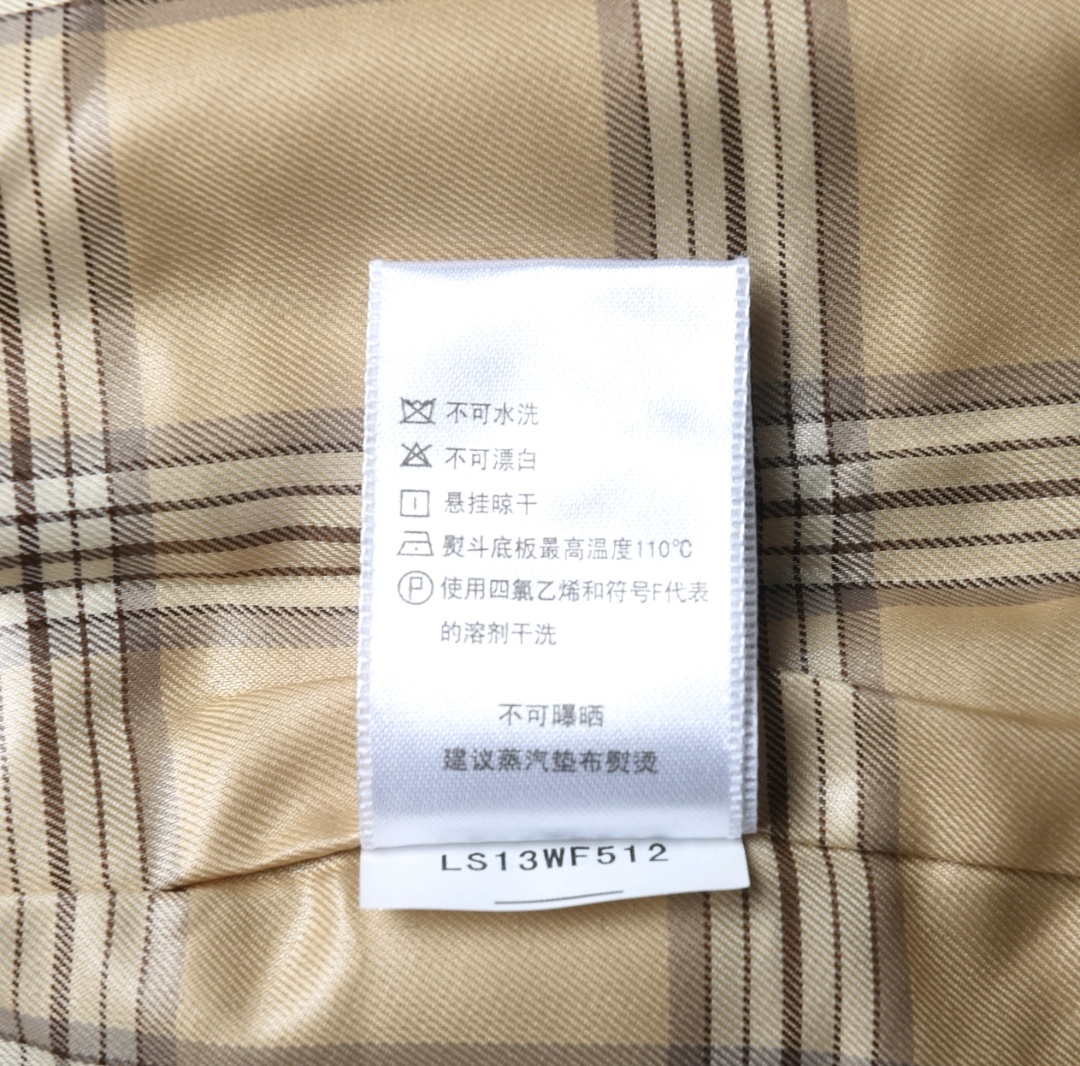 不可水洗
不可漂白
悬挂晾干
熨斗底板最高温度110℃
P 使用四氯乙烯和符号F代表
的溶剂干洗
不可曝晒
建议蒸汽垫布熨烫
LS13WF512